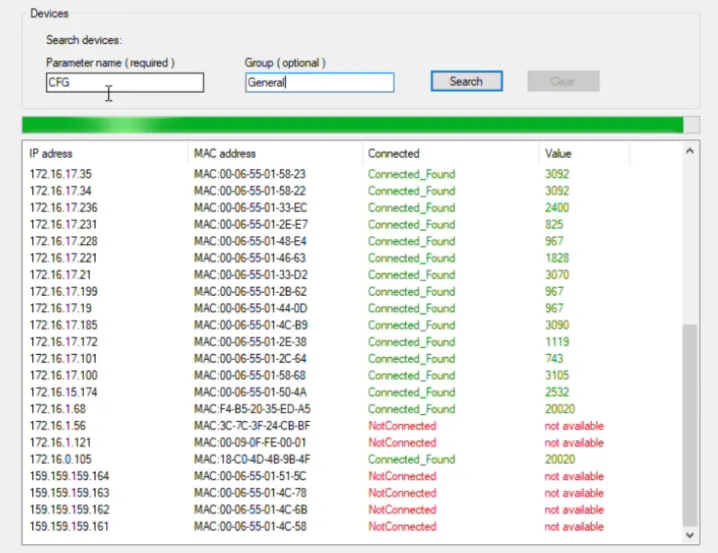 Devices
Search devices:
Parameter name ( required ) Group ( optional )
CFG General Search Clear
IP adress MAC address Connected Value
172.16.17.35 MAC:00-06-55-01-58-23 Connected_Found 3092
172.16.17.34 MAC:00-06-55-01-58-22 Connected_Found 3092
172.16.17.236 MAC:00-06-55-01-33-EC Connected_Found 2400
172.16.17.231 MAC:00-06-55-01-2E-E7 Connected_Found 825
172.16.17.228 MAC:00-06-55-01-48-E4 Connected_Found 967
172.16.17.221 MAC:00-06-55-01-46-63 Connected_Found 1828
172.16.17.21 MAC:00-06-55-01-33-D2 Connected_Found 3070
172.16.17.199 MAC:00-06-55-01-2B-62 Connected_Found 967
172.16.17.19 MAC:00-06-55-01-44-0D Connected_Found 967
172.16.17.185 MAC:00-06-55-01-4C-B9 Connected_Found 3090
172.16.17.172 MAC:00-06-55-01-2E-38 Connected_Found 1119
172.16.17.101 MAC:00-06-55-01-2C-64 Connected_Found 743
172.16.17.100 MAC:00-06-55-01-58-68 Connected_Found 3105
172.16.15.174 MAC:00-06-55-01-50-4A Connected_Found 2532
172.16.1.68 MAC:F4-B5-20-35-ED-A5 Connected_Found 20020
172.16.1.56 MAC:3C-7C-3F-24-CB-BF NotConnected not available
172.16.1.121 MAC:00-09-0F-FE-00-01 NotConnected not available
172.16.0.105 MAC:18-C0-4D-4B-9B-4F Connected_Found 20020
159.159.159.164 MAC:00-06-55-01-51-5C NotConnected not available
159.159.159.163 MAC:00-06-55-01-4C-78 NotConnected not available
159.159.159.162 MAC:00-06-55-01-4C-6B NotConnected not available
159.159.159.161 MAC:00-06-55-01-4C-58 NotConnected not available